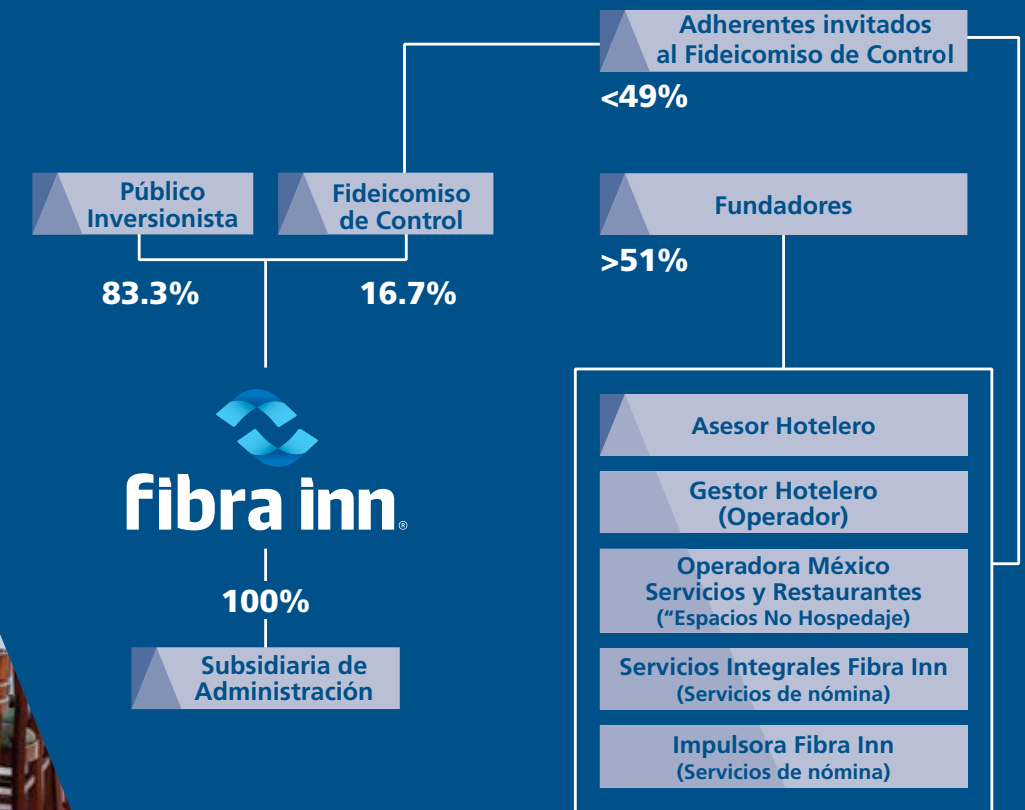 Adherentes invitados
al Fideicomiso de Control
<49%
Público
Inversionista
Fideicomiso
de Control
Fundadores
>51%
83.3%
16.7%
fibra inn®
100%
Subsidiaria de
Administración
Asesor Hotelero
Gestor Hotelero
(Operador)
Operadora México
Servicios y Restaurantes
(“Espacios No Hospedaje)
Servicios Integrales Fibra Inn
(Servicios de nómina)
Impulsora Fibra Inn
(Servicios de nómina)